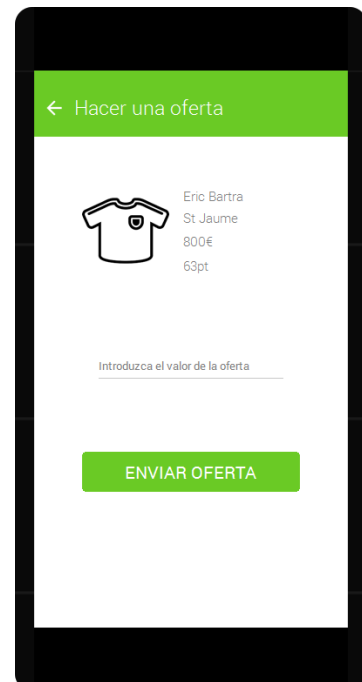 Hacer una oferta
Eric Bartra
St Jaume
800€
63pt
Introduzca el valor de la oferta
ENVIAR OFERTA